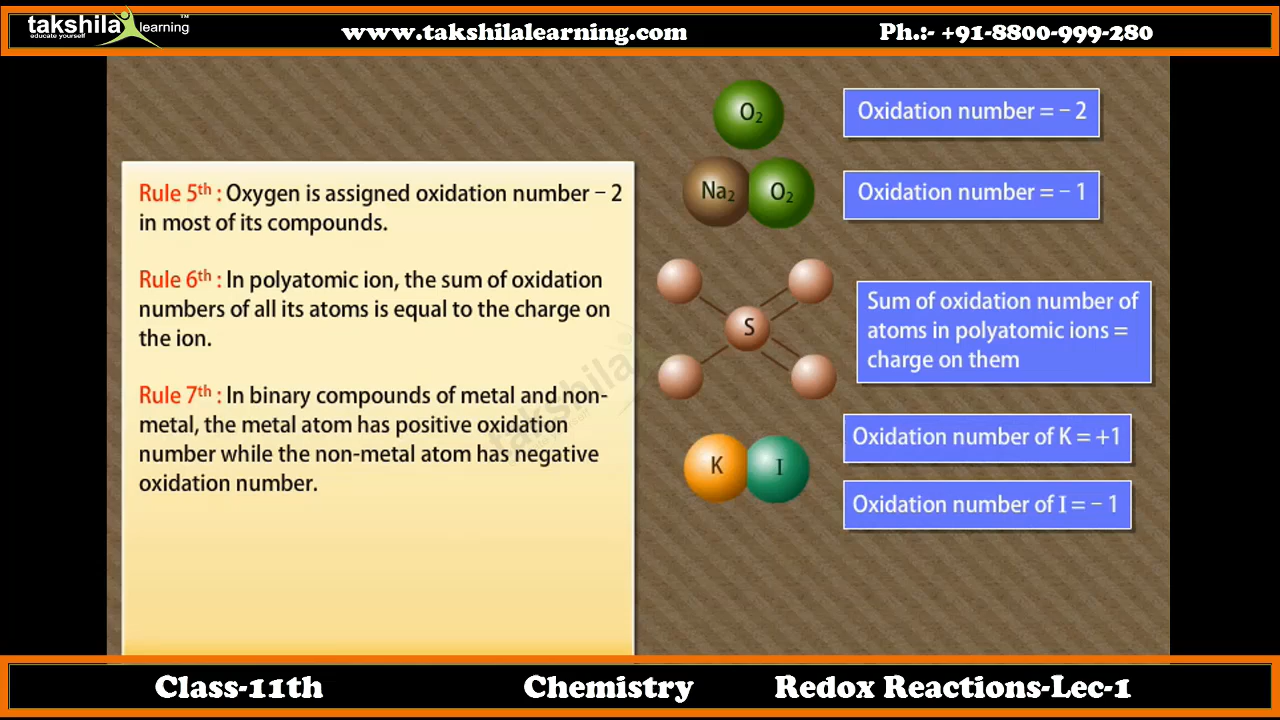 takshila learning ™
educate yourself
www.takshilalearning.com
Ph.:- +91-8800-999-280
Rule 5th : Oxygen is assigned oxidation number – 2
in most of its compounds.
Rule 6th : In polyatomic ion, the sum of oxidation
numbers of all its atoms is equal to the charge on
the ion.
Rule 7th : In binary compounds of metal and non-
metal, the metal atom has positive oxidation
number while the non-metal atom has negative
oxidation number.
takshila
O₂
Oxidation number = – 2
Na₂ O₂
Oxidation number = – 1
S
Sum of oxidation number of
atoms in polyatomic ions =
charge on them
K I
Oxidation number of K = +1
Oxidation number of I = – 1
Class-11th
Chemistry
Redox Reactions-Lec-1